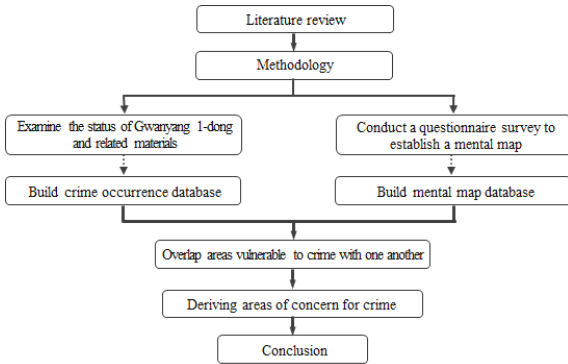 Literature review
Methodology
Examine the status of Gwanyang 1-dong
and related materials
Conduct a questionnaire survey to
establish a mental map
Build crime occurrence database
Build mental map database
Overlap areas vulnerable to crime with one another
Deriving areas of concern for crime
Conclusion